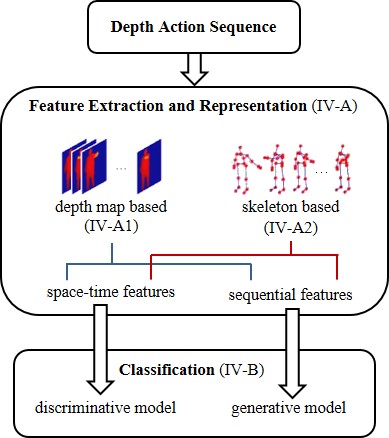 Depth Action Sequence
Feature Extraction and Representation (IV-A)
... ...
depth map based skeleton based
(IV-A1) (IV-A2)
space-time features sequential features
Classification (IV-B)
discriminative model generative model